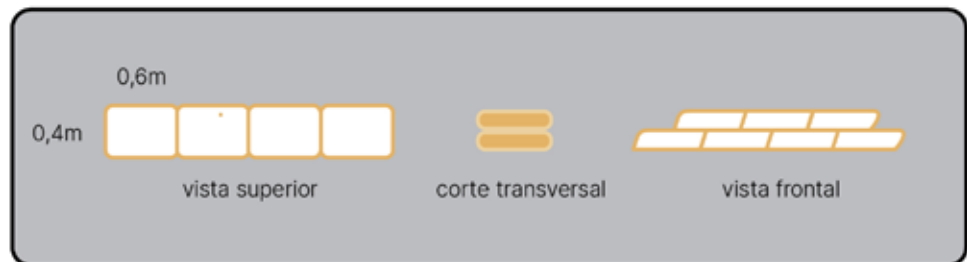 0,6m
0,4m
vista superior
corte transversal
vista frontal